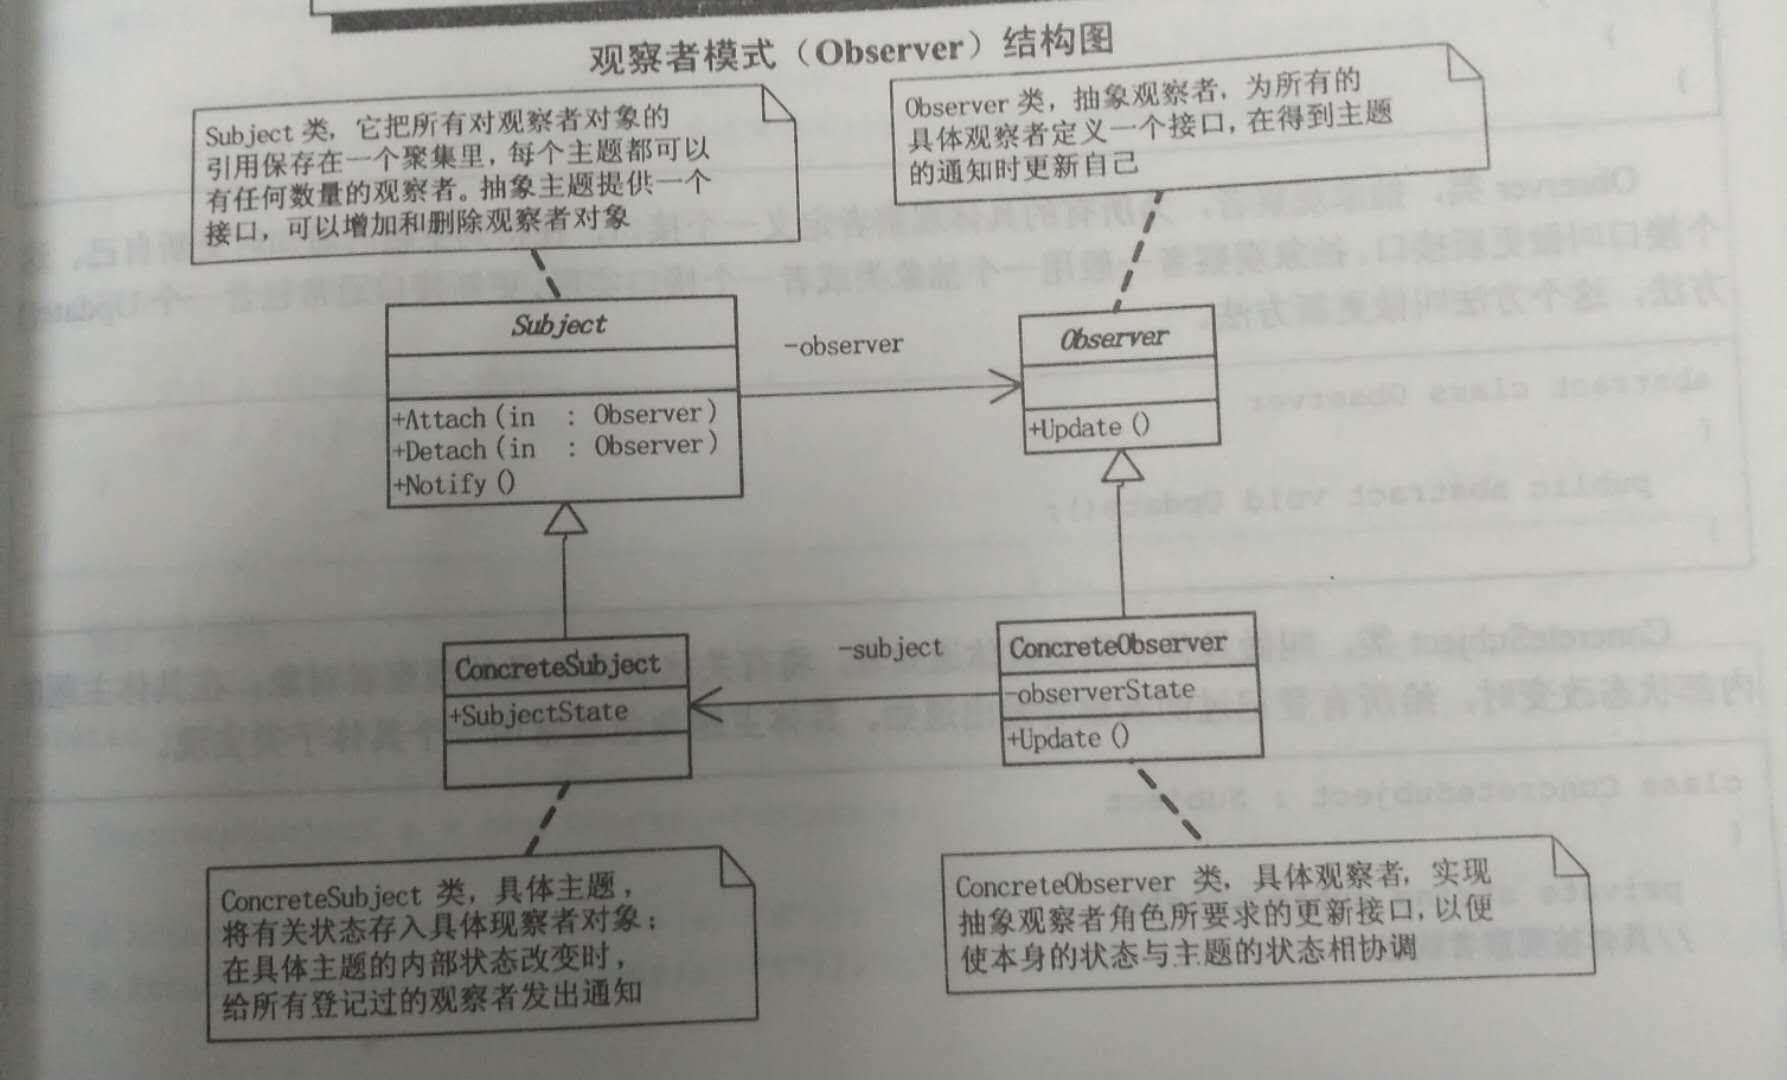 观察者模式（Observer）结构图
Subject 类，它把所有对观察者对象的
引用保存在一个聚集里，每个主题都可以
有任何数量的观察者。抽象主题提供一个
接口，可以增加和删除观察者对象
Observer 类，抽象观察者，为所有的
具体观察者定义一个接口，在得到主题
的通知时更新自己
Subject
+Attach(in : Observer)
+Detach(in : Observer)
+Notify()
-observer
Observer
+Update()
ConcreteSubject
+SubjectState
-subject
ConcreteObserver
-observerState
+Update()
ConcreteSubject 类，具体主题，
将有关状态存入具体现察者对象；
在具体主题的内部状态改变时，
给所有登记过的观察者发出通知
ConcreteObserver 类，具体观察者，实现
抽象观察者角色所要求的更新接口，以便
使本身的状态与主题的状态相协调